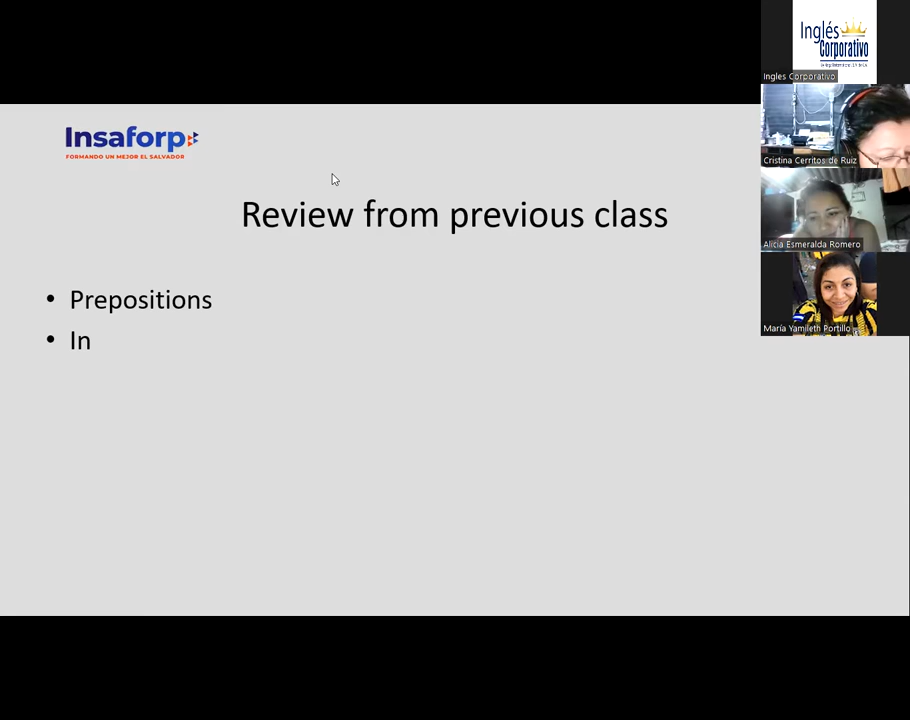 Insaforp
FORMANDO UN MEJOR EL SALVADOR
Review from previous class
• Prepositions
• In
Inglés
Corporativo
Ingles Corporativo
Cristina Cerritos de Ruiz
Alicia Esmeralda Romero
María Yamileth Portillo